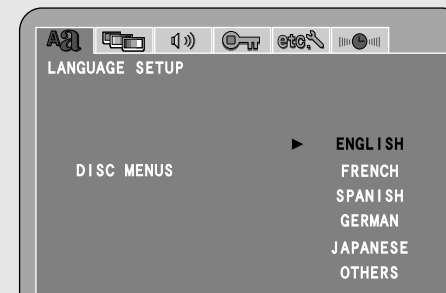 Aa etc.
LANGUAGE SETUP
ENGLISH
DISC MENUS FRENCH
SPANISH
GERMAN
JAPANESE
OTHERS